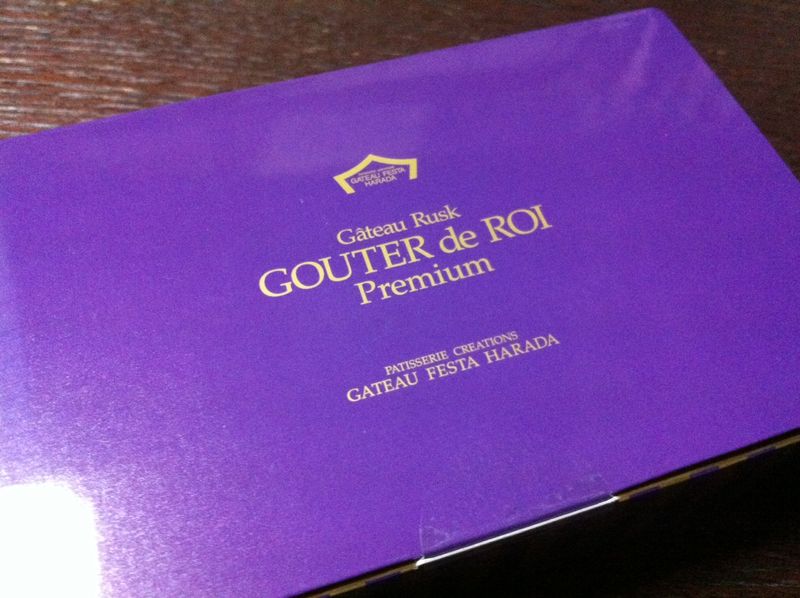 GATEAU FESTA
HARADA
Gâteau Rusk
GOUTER de ROI
Premium
PATISSERIE CREATIONS
GATEAU FESTA HARADA